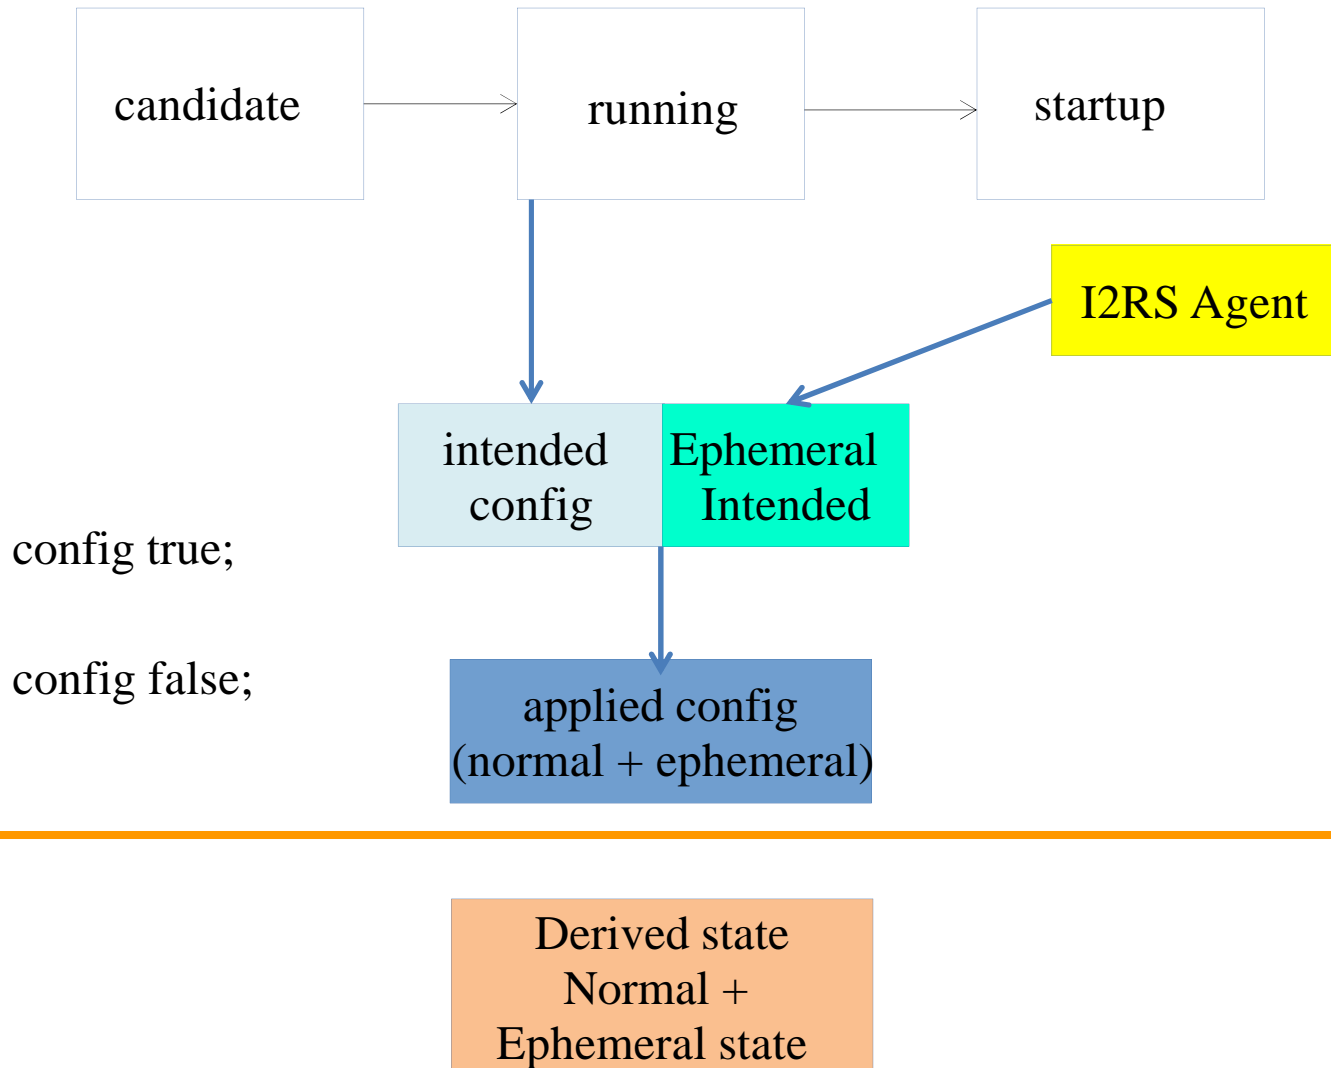 candidate
running
startup
I2RS Agent
intended
config
Ephemeral
Intended
config true;
config false;
applied config
(normal + ephemeral)
Derived state
Normal +
Ephemeral state